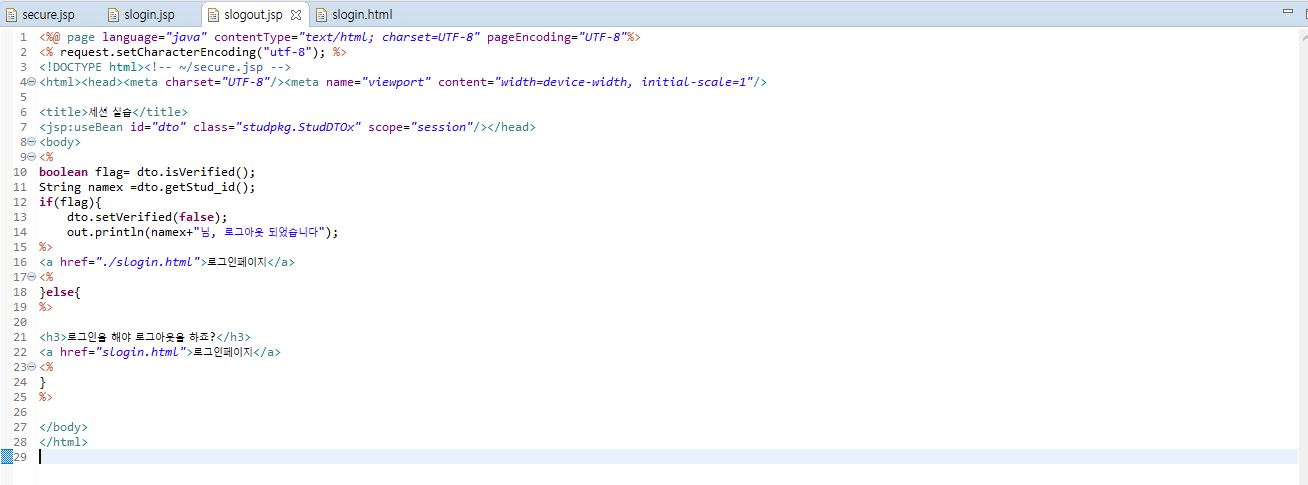 secure.jsp slogin.jsp slogout.jsp slogin.html
1 <%@ page language="java" contentType="text/html; charset=UTF-8" pageEncoding="UTF-8"%>
2 <% request.setCharacterEncoding("utf-8"); %>
3 <!DOCTYPE html><!-- ~/secure.jsp -->
4 <html><head><meta charset="UTF-8"/><meta name="viewport" content="width=device-width, initial-scale=1"/>
5
6 <title>세션 실습</title>
7 <jsp:useBean id="dto" class="studpkg.StudDTOx" scope="session"/></head>
8 <body>
9 <%
10 boolean flag= dto.isVerified();
11 String namex =dto.getStud_id();
12 if(flag){
13 dto.setVerified(false);
14 out.println(namex+"님, 로그아웃 되었습니다");
15 %>
16 <a href="./slogin.html">로그인페이지</a>
17 <%
18 }else{
19 %>
20
21 <h3>로그인을 해야 로그아웃을 하죠?</h3>
22 <a href="slogin.html">로그인페이지</a>
23 <%
24 }
25 %>
26
27 </body>
28 </html>
29